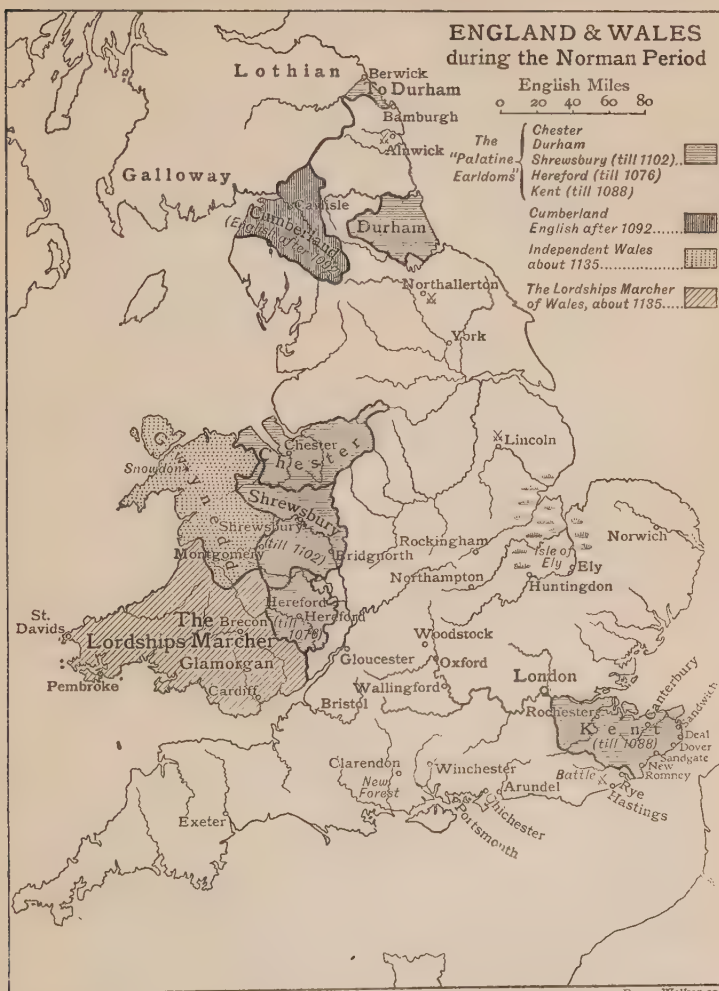 ENGLAND & WALES
during the Norman Period
English Miles
0 20 40 60 80
The "Palatine Earldoms"
Chester
Durham
Shrewsbury (till 1102)..
Hereford (till 1076)
Kent (till 1088)
Cumberland
English after 1092........
Independent Wales
about 1135....................
The Lordships Marcher
of Wales, about 1135.....
Lothian
Berwick
To Durham
Bamburgh
Alnwick
Galloway
Carlisle
Cumberland
(English after 1092)
Durham
Northallerton
York
Chester
Chester
Lincoln
Gwynedd
Snowdon
Shrewsbury
Shrewsbury
(till 1102)
Montgomery
Bridgnorth
Rockingham
Isle of
Ely
Ely
Norwich
Northampton
Huntingdon
Hereford
Hereford
(till
1076)
St.
Davids
The
Lordships Marcher
Brecon
Glamorgan
Pembroke
Cardiff
Gloucester
Woodstock
Oxford
Wallingford
Bristol
London
Rochester
Canterbury
Sandwich
Kent
(till 1088)
Deal
Dover
Sandgate
New
Romney
Clarendon
New
Forest
Winchester
Arundel
Battle
Rye
Hastings
Chichester
Portsmouth
Exeter